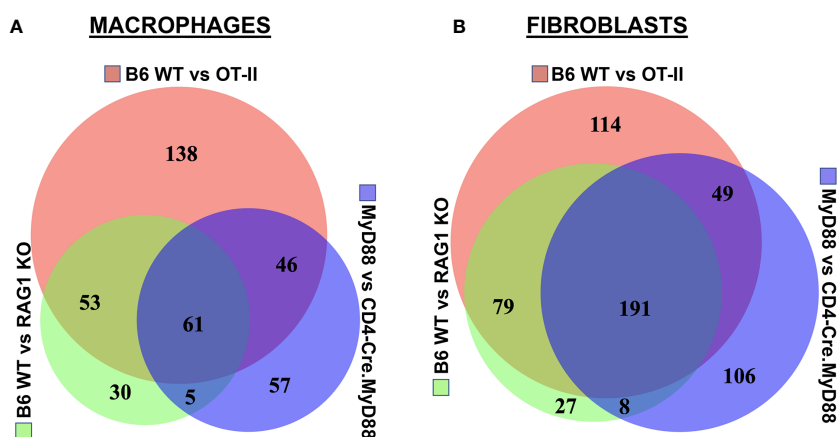 A
MACROPHAGES
B6 WT vs OT-II
138
46
53
61
30
5
57
B6 WT vs RAG1 KO
MyD88 vs CD4-Cre.MyD88
B
FIBROBLASTS
B6 WT vs OT-II
114
49
79
191
106
27
8
B6 WT vs RAG1 KO
MyD88 vs CD4-Cre.MyD88